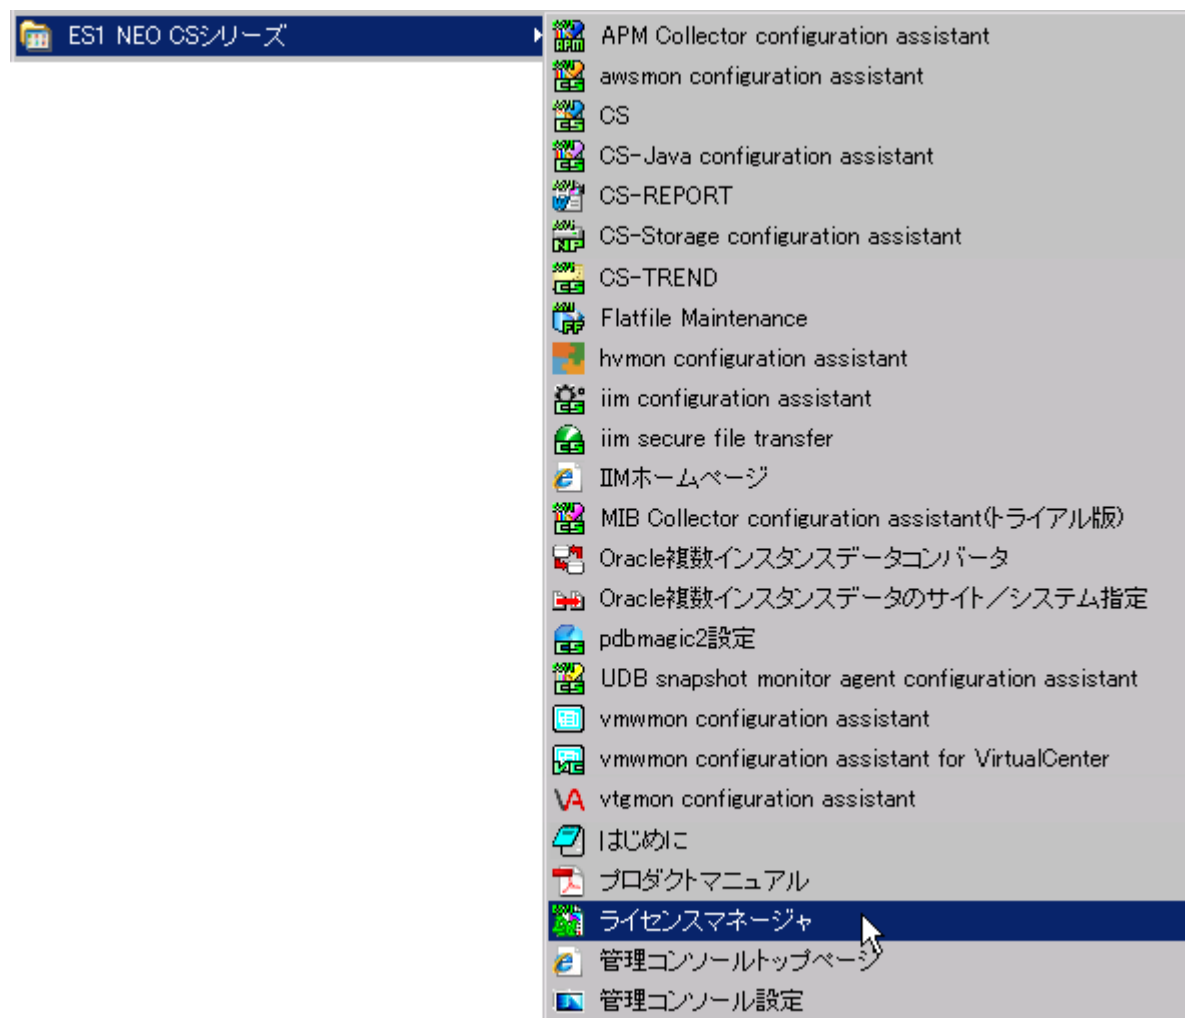 ES1 NEO CSシリーズ
APM Collector configuration assistant
awsmon configuration assistant
CS
CS-Java configuration assistant
CS-REPORT
CS-Storage configuration assistant
CS-TREND
Flatfile Maintenance
hvmon configuration assistant
iim configuration assistant
iim secure file transfer
IIMホームページ
MIB Collector configuration assistant(トライアル版)
Oracle複数インスタンスデータコンバータ
Oracle複数インスタンスデータのサイト／システム指定
pdbmagic2設定
UDB snapshot monitor agent configuration assistant
vmwmon configuration assistant
vmwmon configuration assistant for VirtualCenter
vtgmon configuration assistant
はじめに
プロダクトマニュアル
ライセンスマネージャ
管理コンソールトップページ
管理コンソール設定